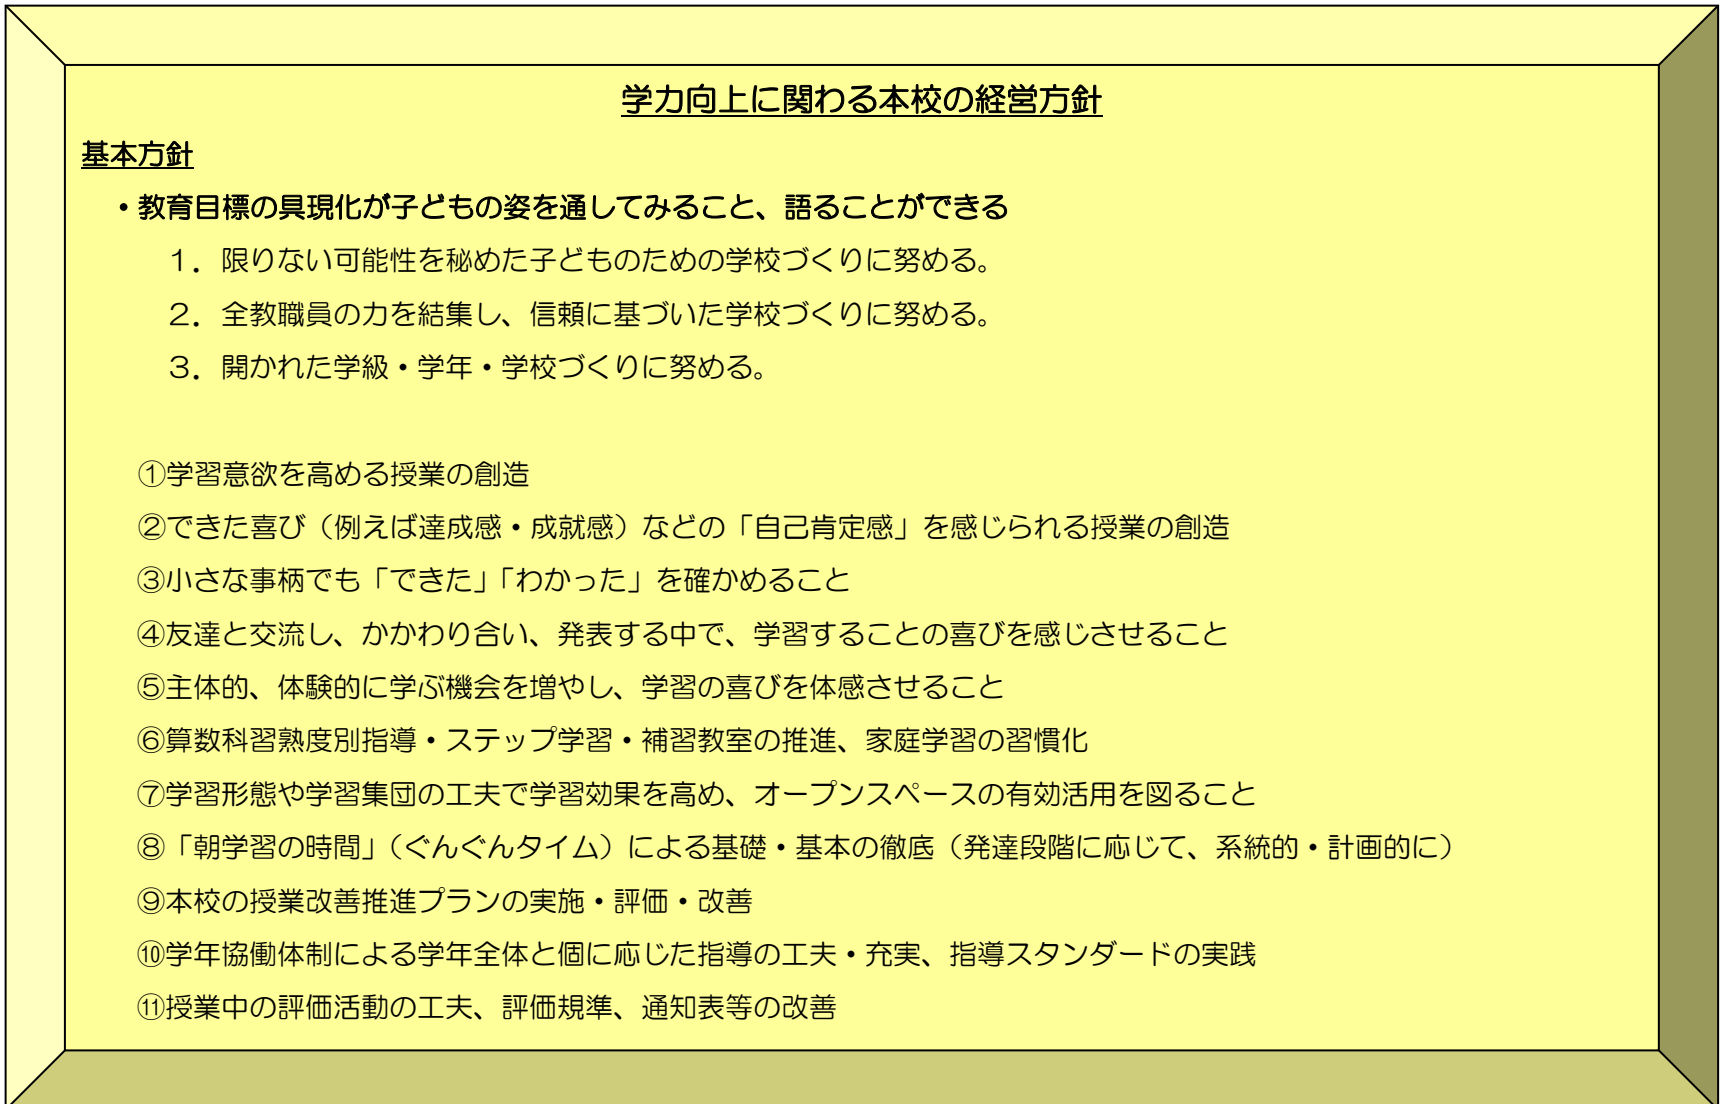 学力向上に関わる本校の経営方針
基本方針
・教育目標の具現化が子どもの姿を通してみること、語ることができる
１．限りない可能性を秘めた子どものための学校づくりに努める。
２．全教職員の力を結集し、信頼に基づいた学校づくりに努める。
３．開かれた学級・学年・学校づくりに努める。
①学習意欲を高める授業の創造
②できた喜び（例えば達成感・成就感）などの「自己肯定感」を感じられる授業の創造
③小さな事柄でも「できた」「わかった」を確かめること
④友達と交流し、かかわり合い、発表する中で、学習することの喜びを感じさせること
⑤主体的、体験的に学ぶ機会を増やし、学習の喜びを体感させること
⑥算数科習熟度別指導・ステップ学習・補習教室の推進、家庭学習の習慣化
⑦学習形態や学習集団の工夫で学習効果を高め、オープンスペースの有効活用を図ること
⑧「朝学習の時間」（ぐんぐんタイム）による基礎・基本の徹底（発達段階に応じて、系統的・計画的に）
⑨本校の授業改善推進プランの実施・評価・改善
⑩学年協働体制による学年全体と個に応じた指導の工夫・充実、指導スタンダードの実践
⑪授業中の評価活動の工夫、評価規準、通知表等の改善